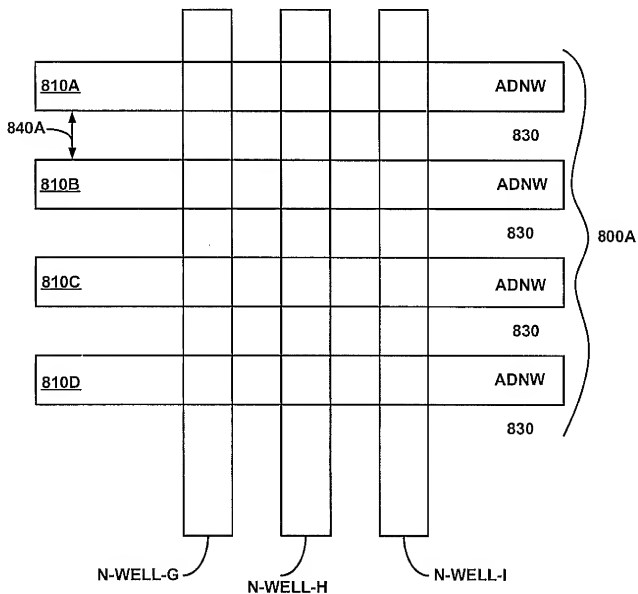 810A ADNW
840A 830
810B ADNW
830 800A
810C ADNW
830
810D ADNW
830
N-WELL-G N-WELL-H N-WELL-I